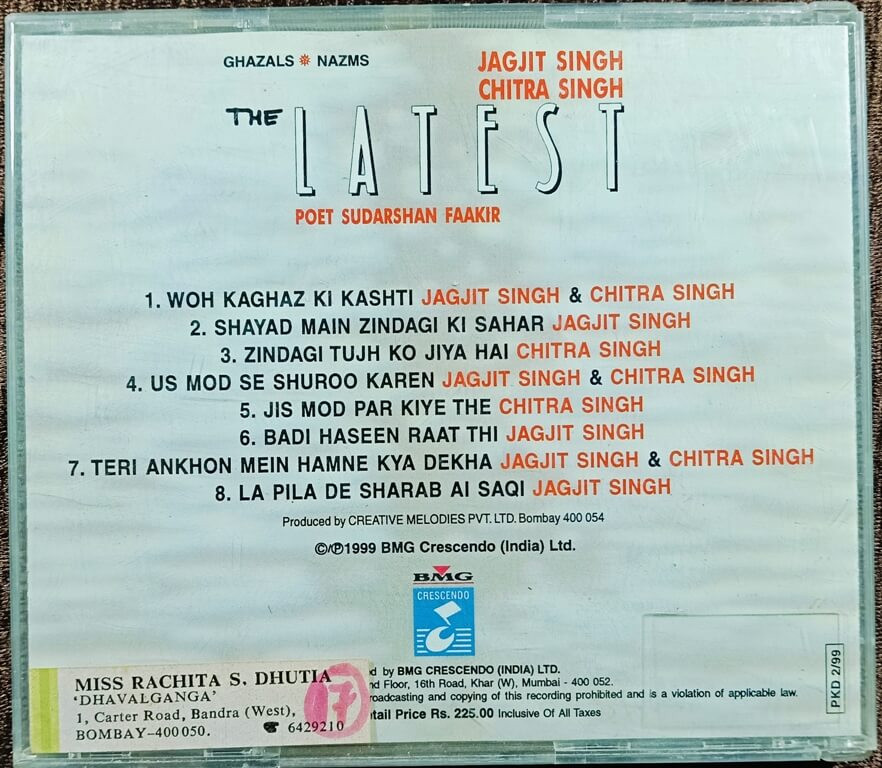 GHAZALS ✹ NAZMS
JAGJIT SINGH
CHITRA SINGH
THE LATEST
POET SUDARSHAN FAAKIR
1. WOH KAGHAZ KI KASHTI JAGJIT SINGH & CHITRA SINGH
2. SHAYAD MAIN ZINDAGI KI SAHAR JAGJIT SINGH
3. ZINDAGI TUJH KO JIYA HAI CHITRA SINGH
4. US MOD SE SHUROO KAREN JAGJIT SINGH & CHITRA SINGH
5. JIS MOD PAR KIYE THE CHITRA SINGH
6. BADI HASEEN RAAT THI JAGJIT SINGH
7. TERI ANKHON MEIN HAMNE KYA DEKHA JAGJIT SINGH & CHITRA SINGH
8. LA PILA DE SHARAB AI SAQI JAGJIT SINGH
Produced by CREATIVE MELODIES PVT. LTD. Bombay 400 054
©/℗1999 BMG Crescendo (India) Ltd.
BMG
CRESCENDO
d by BMG CRESCENDO (INDIA) LTD.
nd Floor, 16th Road, Khar (W), Mumbai - 400 052.
roadcasting and copying of this recording prohibited and is a violation of applicable law.
tail Price Rs. 225.00 Inclusive Of All Taxes
PKD 2/99
MISS RACHITA S. DHUTIA
'DHAVALGANGA'
1, Carter Road, Bandra (West),
BOMBAY–400 050. ☎ 6429210
17